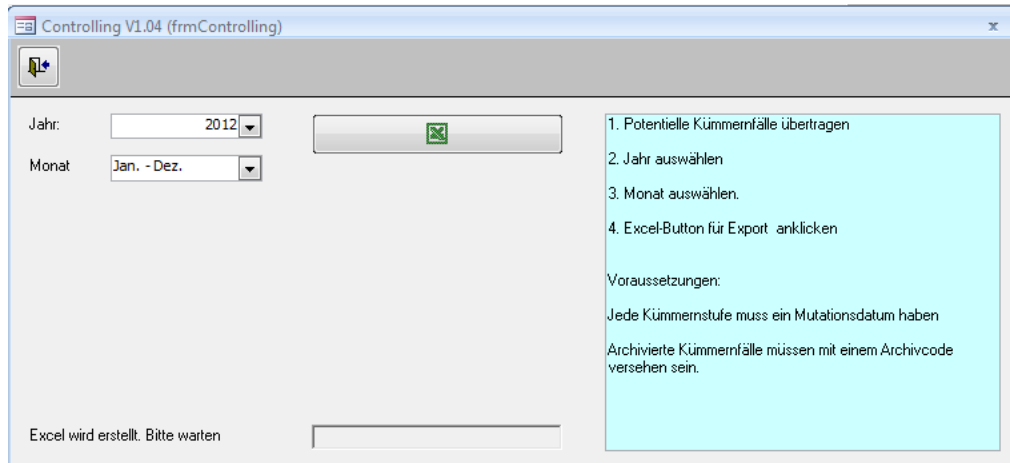 Controlling V1.04 (frmControlling)
x
Jahr:
2012
Monat
Jan. - Dez.
1. Potentielle Kümmernfälle übertragen
2. Jahr auswählen
3. Monat auswählen.
4. Excel-Button für Export  anklicken
Voraussetzungen:
Jede Kümmernstufe muss ein Mutationsdatum haben
Archivierte Kümmernfälle müssen mit einem Archivcode
versehen sein.
Excel wird erstellt. Bitte warten